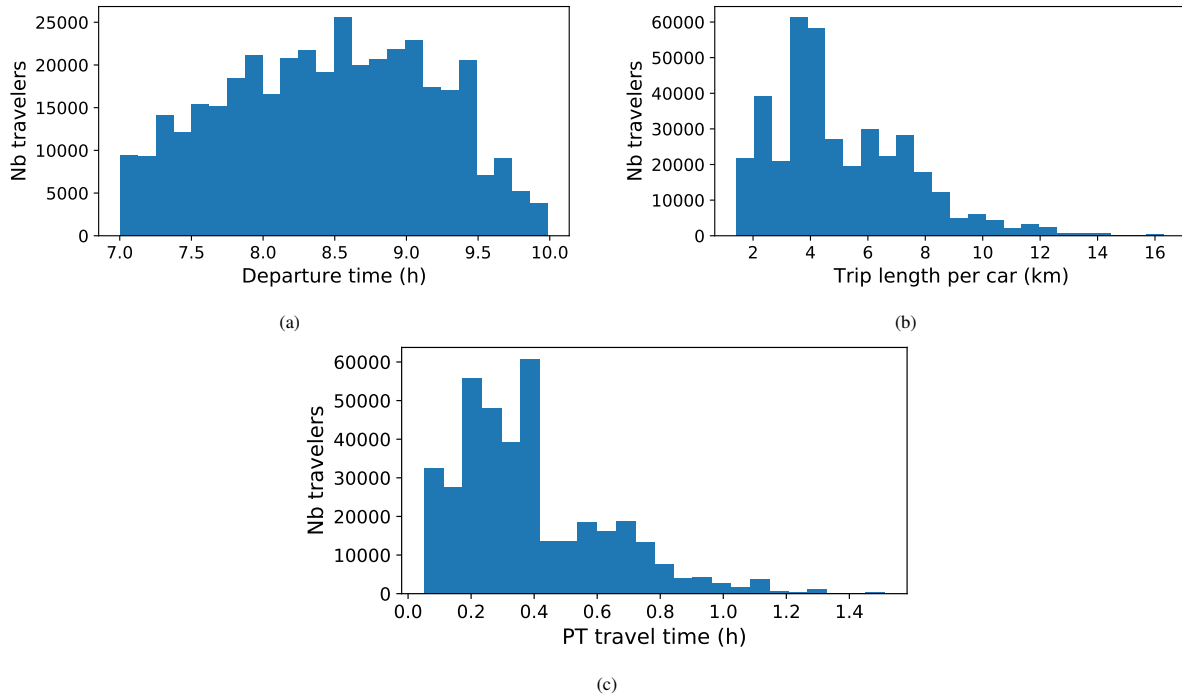 25000
20000
15000
10000
5000
0
Nb travelers
7.0 7.5 8.0 8.5 9.0 9.5 10.0
Departure time (h)
(a)
60000
50000
40000
30000
20000
10000
0
Nb travelers
2 4 6 8 10 12 14 16
Trip length per car (km)
(b)
60000
50000
40000
30000
20000
10000
0
Nb travelers
0.0 0.2 0.4 0.6 0.8 1.0 1.2 1.4
PT travel time (h)
(c)